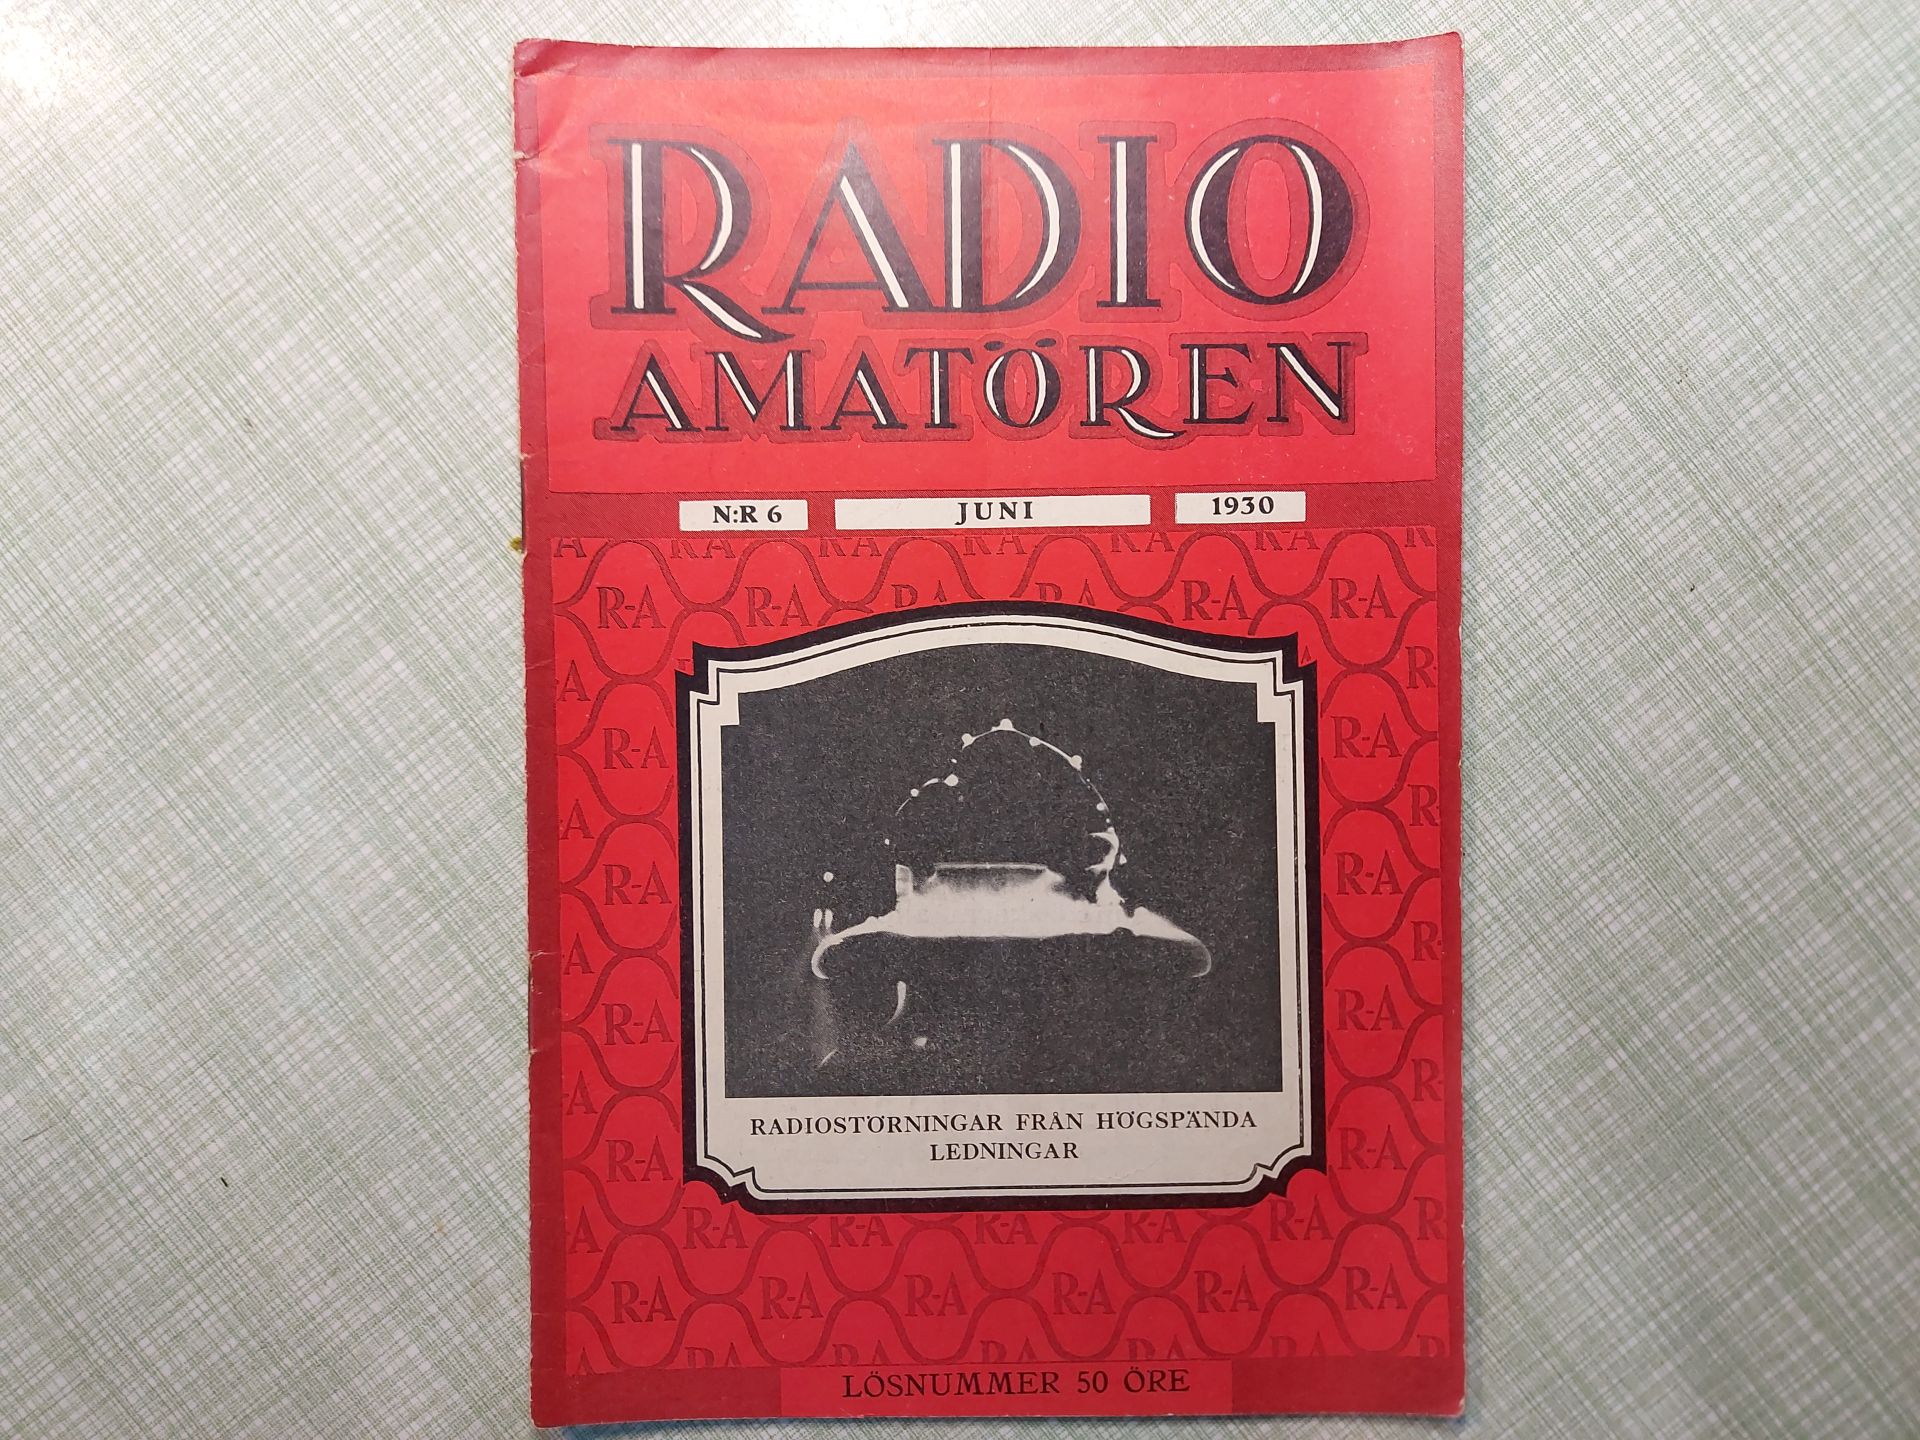 RADIO
AMATÖREN
N:R 6 JUNI 1930
RADIOSTÖRNINGAR FRÅN HÖGSPÄNDA
LEDNINGAR
LÖSNUMMER 50 ÖRE
R-A R-A R-A R-A
R-A R-A
R-A R-A
R-A R-A
R-A R-A
R-A R-A R-A R-A R-A
R-A R-A R-A R-A R-A R-A